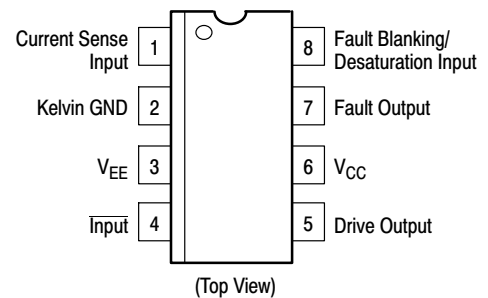 Current Sense
Input
1
Kelvin GND
2
VEE
3
Input
4
8
Fault Blanking/
Desaturation Input
7
Fault Output
6
VCC
5
Drive Output
(Top View)